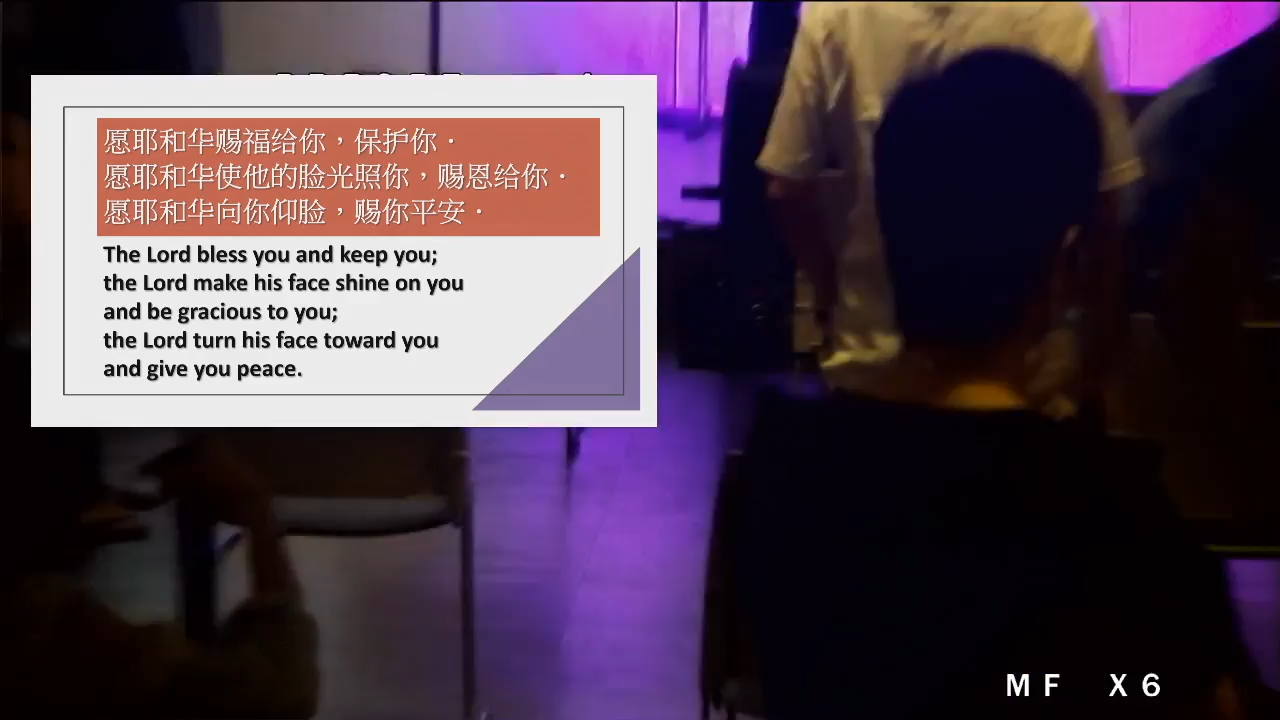 愿耶和华赐福给你，保护你．
愿耶和华使他的脸光照你，赐恩给你．
愿耶和华向你仰脸，赐你平安．
The Lord bless you and keep you;
the Lord make his face shine on you
and be gracious to you;
the Lord turn his face toward you
and give you peace.
MF X6